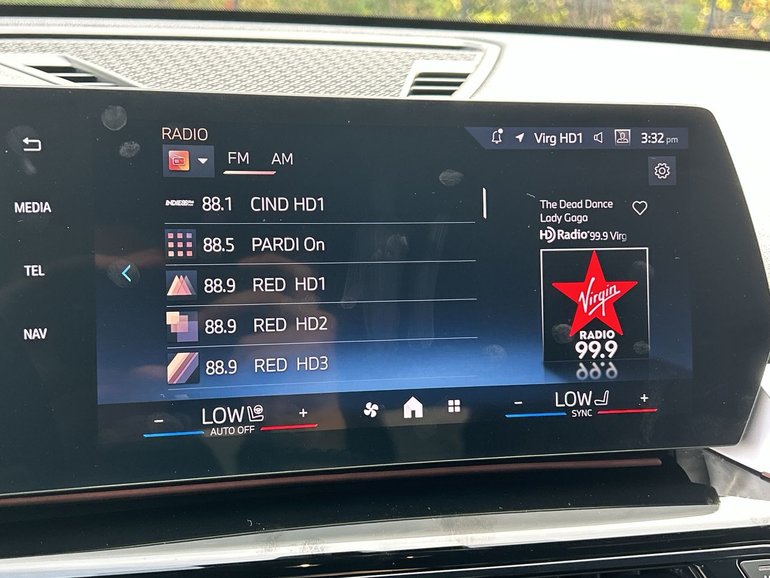 RADIO
FM AM
Virg HD1 3:32 pm
MEDIA
TEL
NAV
INDIE88 88.1 CIND HD1
88.5 PARDI On
88.9 RED HD1
88.9 RED HD2
88.9 RED HD3
The Dead Dance
Lady Gaga
HD Radio 99.9 Virg
Virgin
RADIO
99.9
- LOW +
AUTO OFF
- LOW +
SYNC